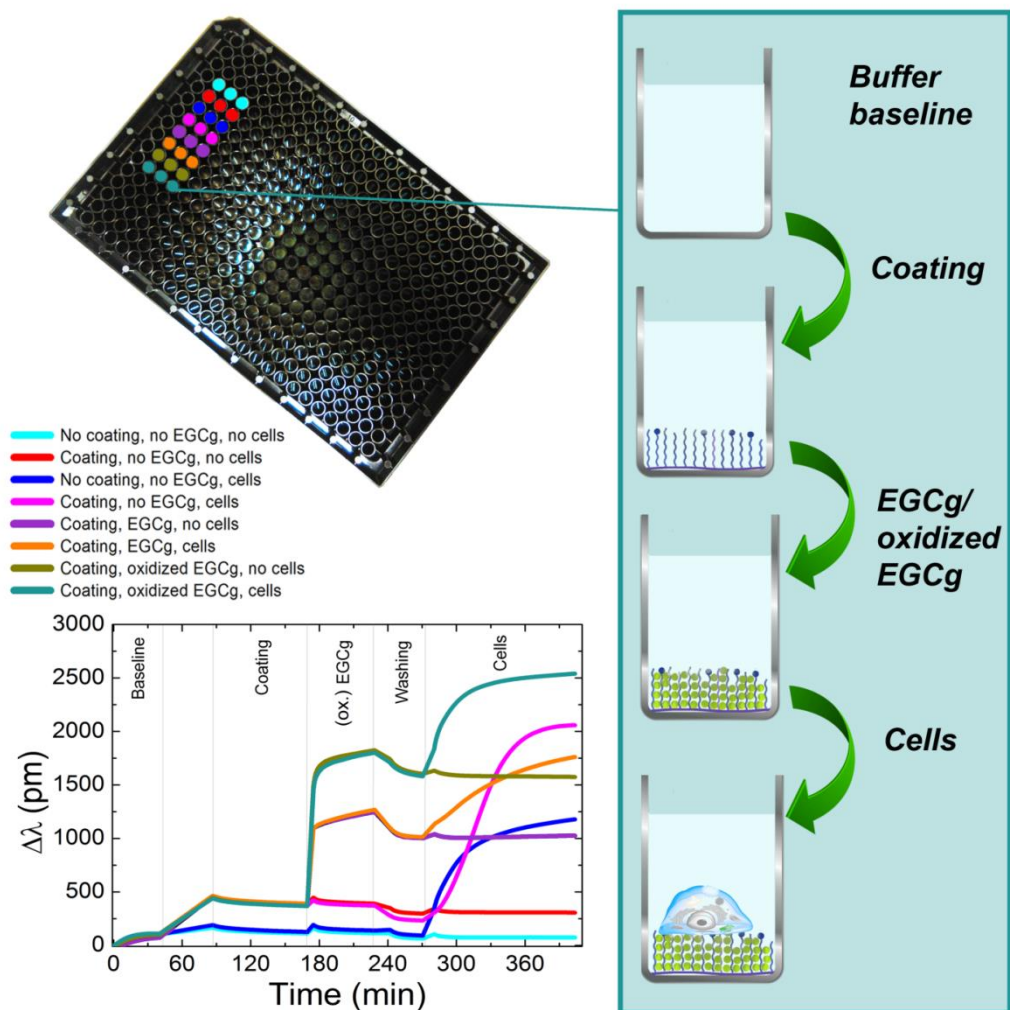 Buffer
baseline
Coating
EGCg/
oxidized
EGCg
Cells
No coating, no EGCg, no cells
Coating, no EGCg, no cells
No coating, no EGCg, cells
Coating, no EGCg, cells
Coating, EGCg, no cells
Coating, EGCg, cells
Coating, oxidized EGCg, no cells
Coating, oxidized EGCg, cells
3000
2500
2000
1500
1000
500
0
Δλ (pm)
Baseline
Coating
(ox.) EGCg
Washing
Cells
0 60 120 180 240 300 360
Time (min)